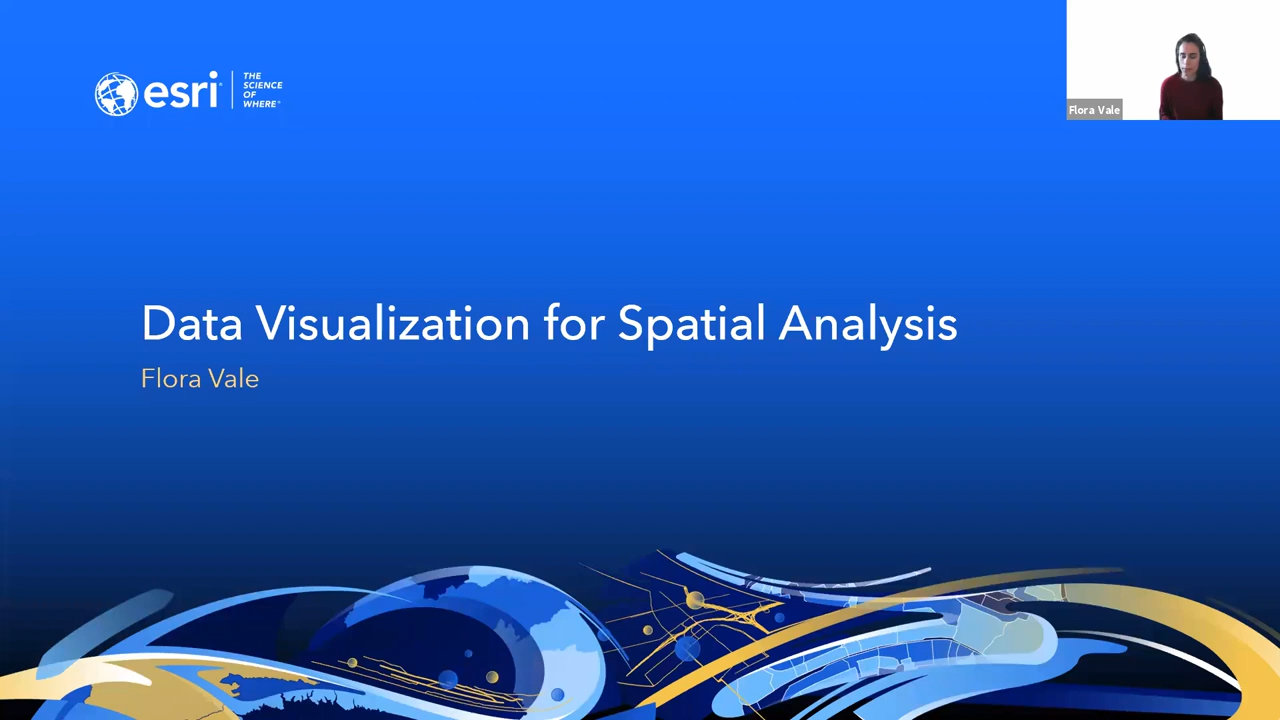 esri
THE
SCIENCE
OF
WHERE®
Flora Vale
Data Visualization for Spatial Analysis
Flora Vale